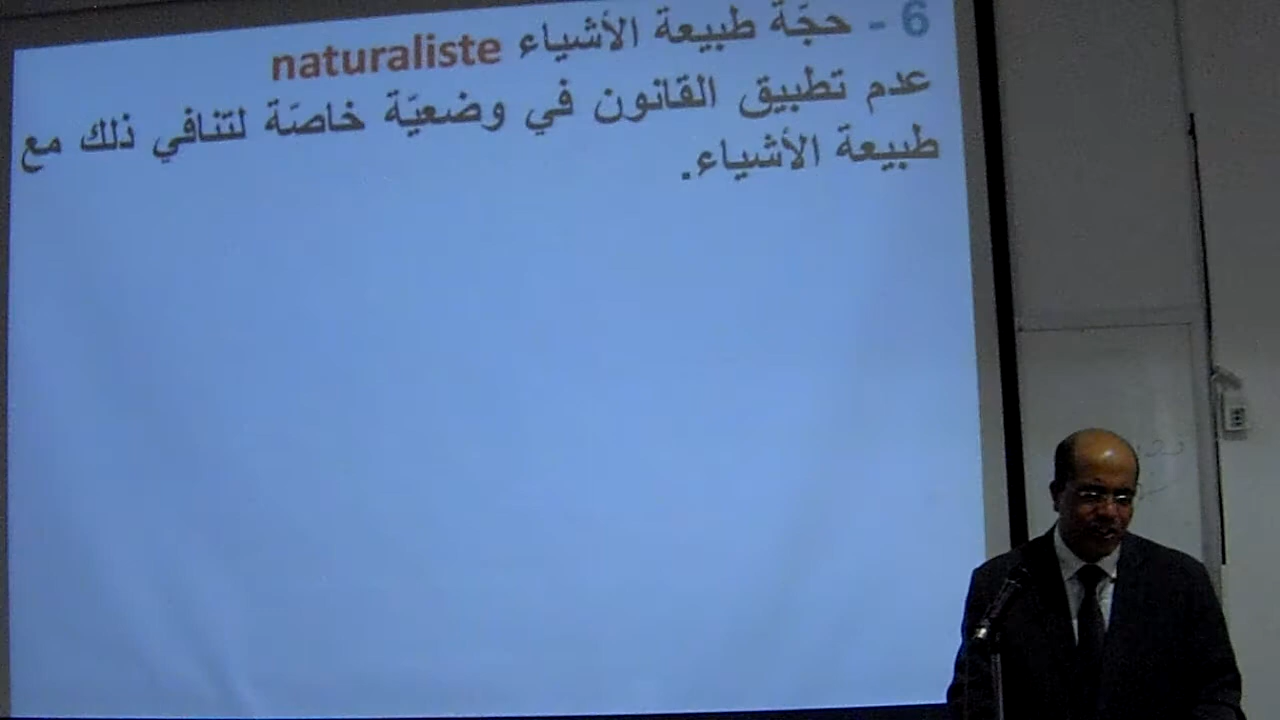 6 - حجّة طبيعة الأشياء naturaliste
عدم تطبيق القانون في وضعيّة خاصّة لتنافي ذلك مع
طبيعة الأشياء.